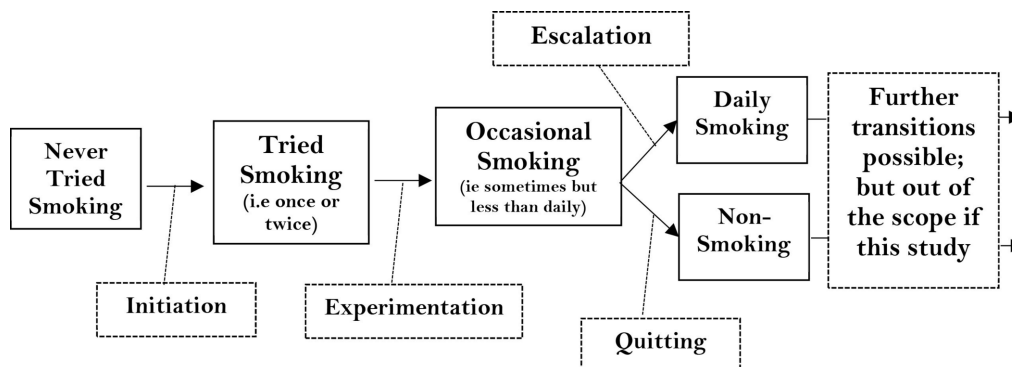 Never
Tried
Smoking
Initiation
Tried
Smoking
(i.e once or
twice)
Experimentation
Occasional
Smoking
(ie sometimes but
less than daily)
Escalation
Quitting
Daily
Smoking
Non-
Smoking
Further
transitions
possible;
but out of
the scope if
this study